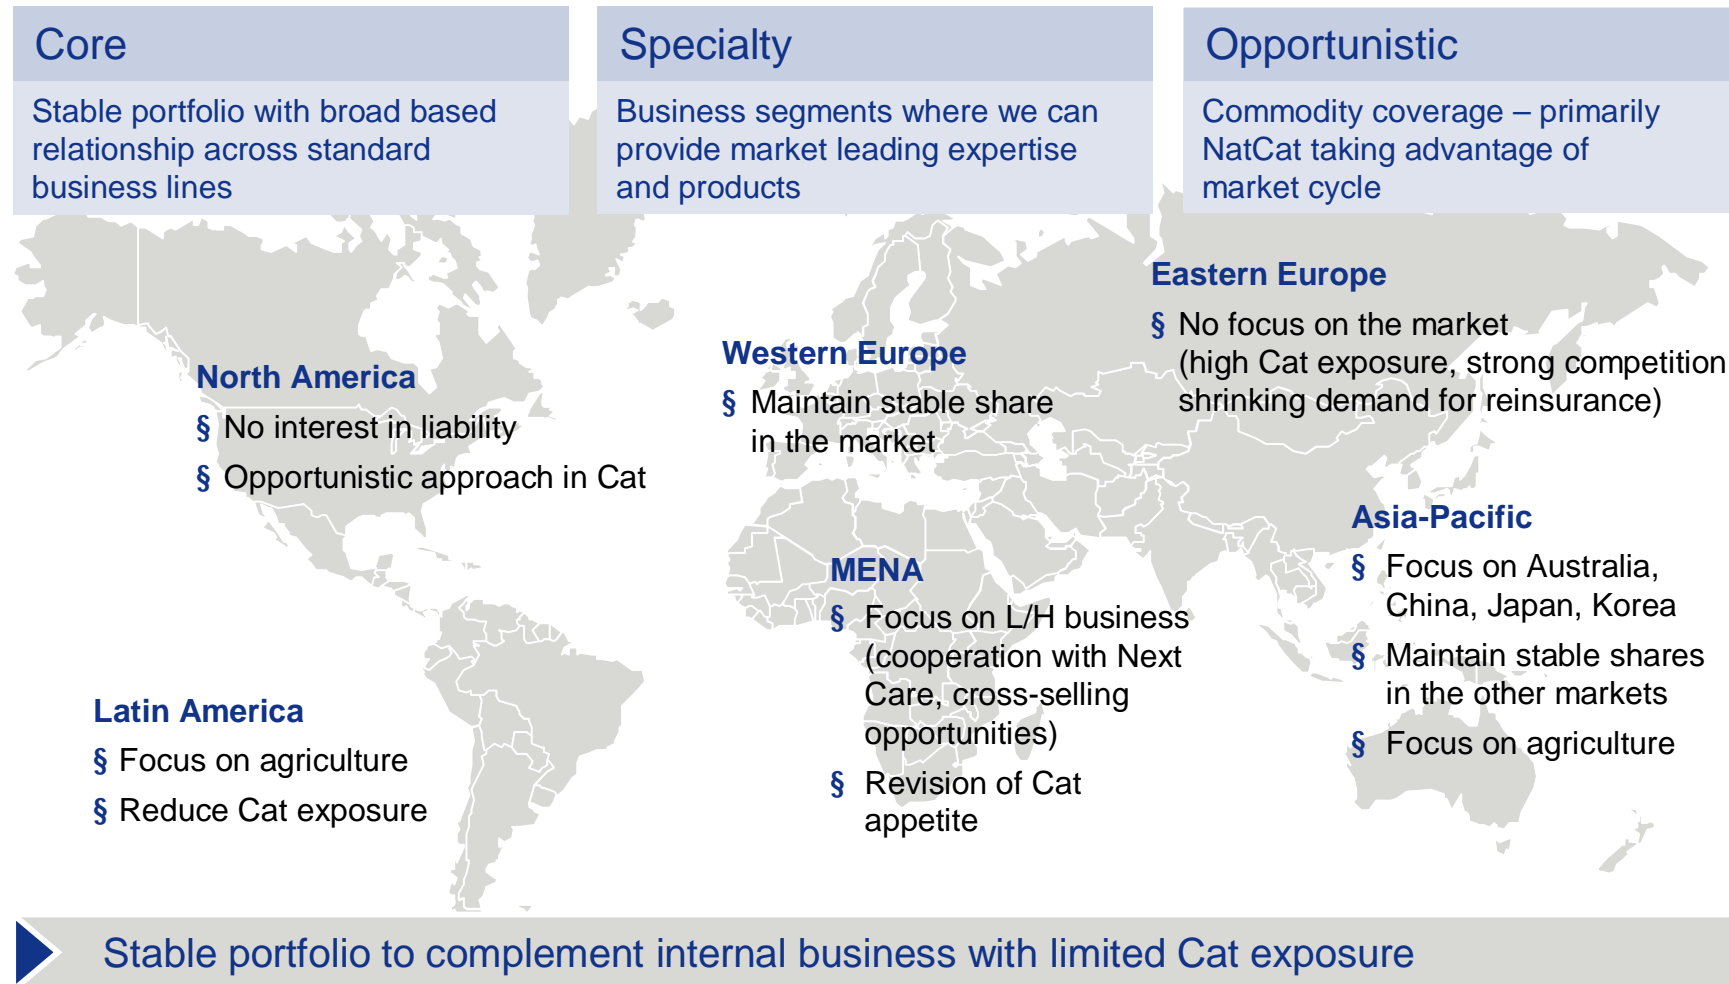 Core
Stable portfolio with broad based
relationship across standard
business lines
Specialty
Business segments where we can
provide market leading expertise
and products
Opportunistic
Commodity coverage – primarily
NatCat taking advantage of
market cycle
Eastern Europe
§ No focus on the market
(high Cat exposure, strong competition
shrinking demand for reinsurance)
Western Europe
§ Maintain stable share
in the market
North America
§ No interest in liability
§ Opportunistic approach in Cat
Asia-Pacific
§ Focus on Australia,
China, Japan, Korea
§ Maintain stable shares
in the other markets
§ Focus on agriculture
MENA
§ Focus on L/H business
(cooperation with Next
Care, cross-selling
opportunities)
§ Revision of Cat
appetite
Latin America
§ Focus on agriculture
§ Reduce Cat exposure
Stable portfolio to complement internal business with limited Cat exposure